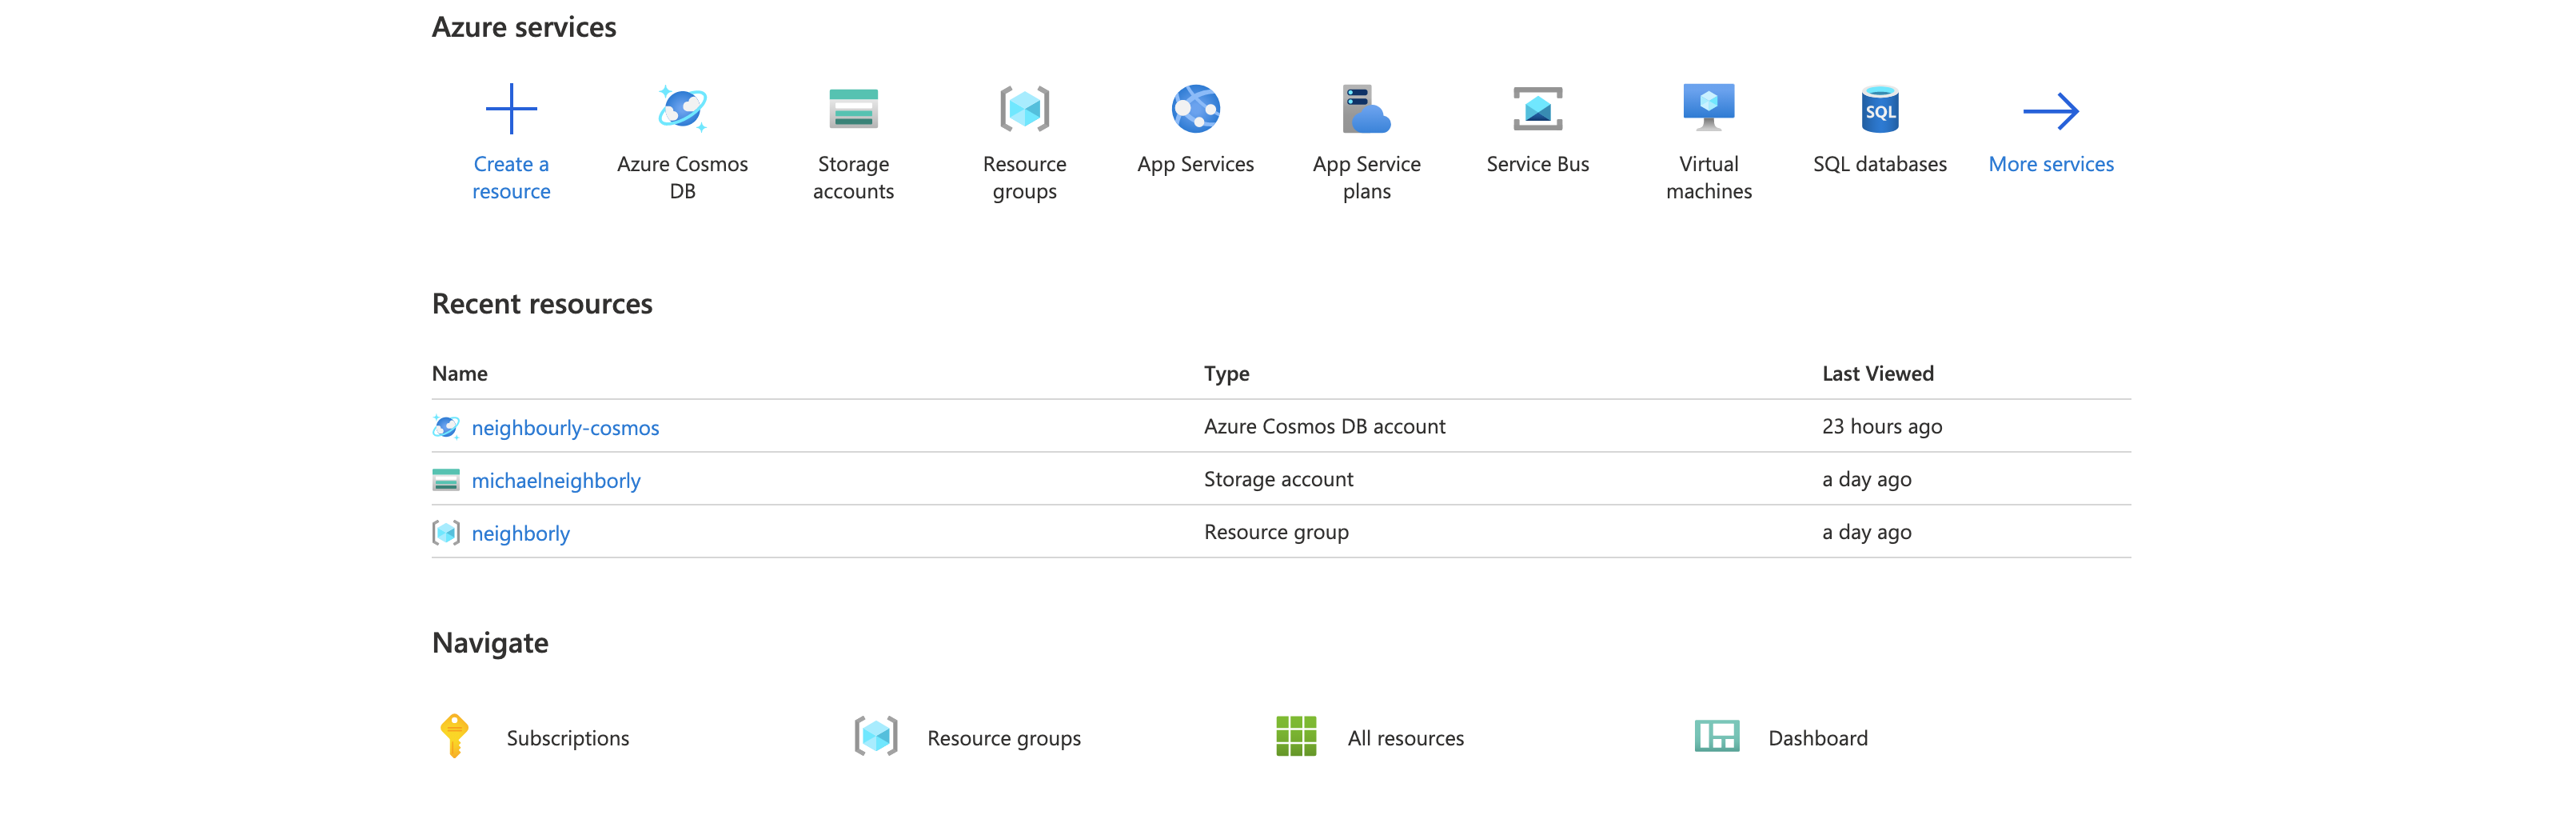 Azure services
Create a resource
Azure Cosmos DB
Storage accounts
Resource groups
App Services
App Service plans
Service Bus
Virtual machines
SQL
SQL databases
More services
Recent resources
Name Type Last Viewed
neighbourly-cosmos Azure Cosmos DB account 23 hours ago
michaelneighborly Storage account a day ago
neighborly Resource group a day ago
Navigate
Subscriptions Resource groups All resources Dashboard